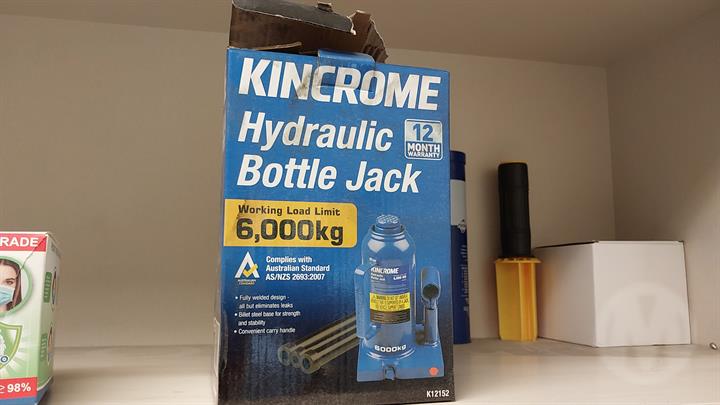 KINCROME
Hydraulic
Bottle Jack
12
MONTH
WARRANTY
Working Load Limit
6,000kg
Complies with
Australian Standard
AS/NZS 2693:2007
• Fully welded design -
all but eliminates leaks
• Billet steel base for strength
and stability
• Convenient carry handle
KINCROME
6000kg
K12152
RADE
≥ 98%